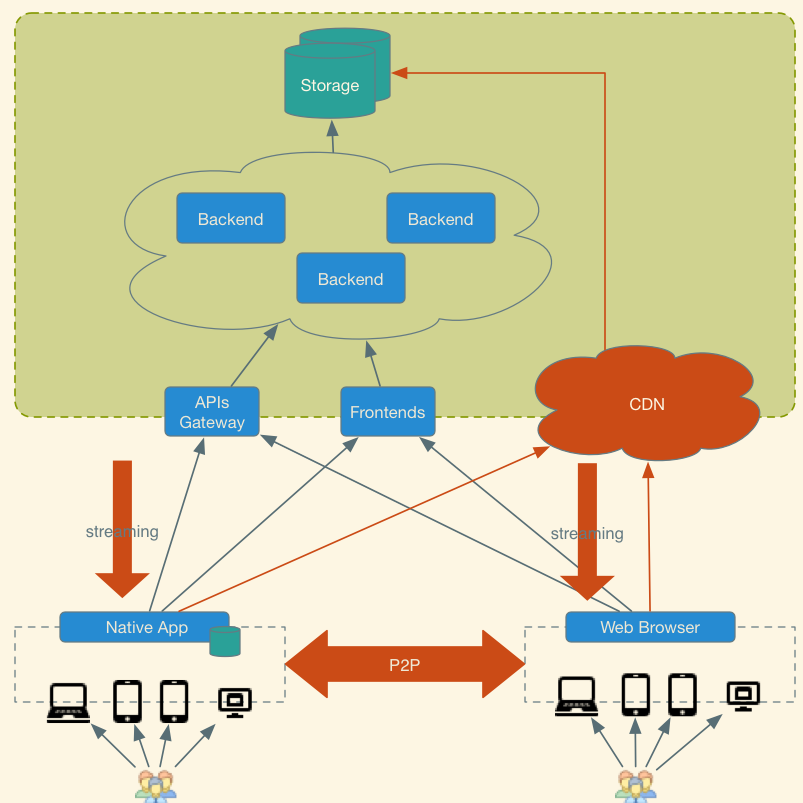 Storage
Backend
Backend
Backend
APIs
Gateway
Frontends
CDN
streaming
streaming
Native App
Web Browser
P2P